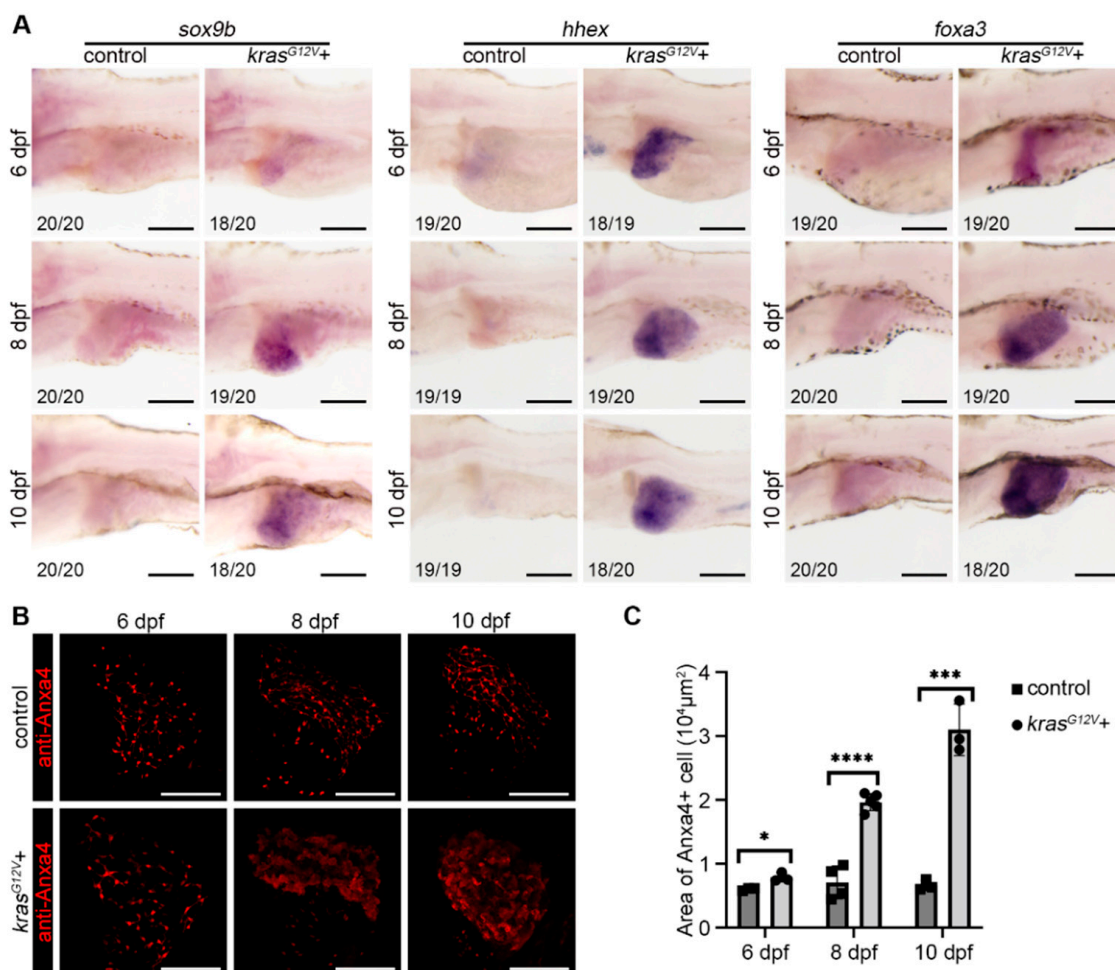 A
sox9b hhex foxa3
control krasG12V+ control krasG12V+ control krasG12V+
6 dpf 6 dpf 6 dpf
20/20 18/20 19/20 18/19 19/20 19/20
8 dpf 8 dpf 8 dpf
20/20 19/20 19/19 19/20 20/20 19/20
10 dpf 10 dpf 10 dpf
20/20 18/20 19/19 18/20 20/20 18/20
B
6 dpf 8 dpf 10 dpf
control anti-Anxa4
krasG12V+ anti-Anxa4
C
Area of Anxa4+ cell (10⁴μm²)
4
3
2
1
0
* **** ***
6 dpf 8 dpf 10 dpf
control
krasG12V+